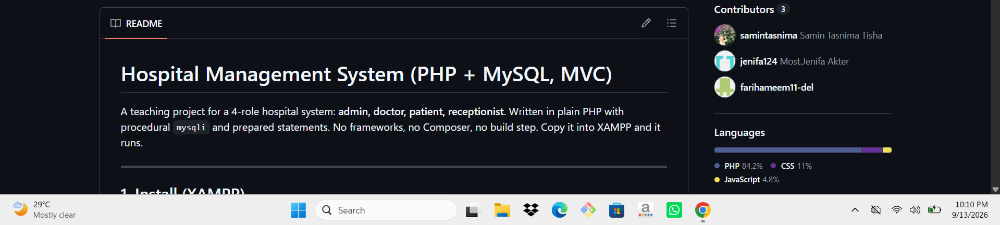 README
Hospital Management System (PHP + MySQL, MVC)
A teaching project for a 4-role hospital system: admin, doctor, patient, receptionist. Written in plain PHP with
procedural mysqli and prepared statements. No frameworks, no Composer, no build step. Copy it into XAMPP and it
runs.
1. Install (XAMPP)
Contributors 3
samintasnima Samin Tasnima Tisha
jenifa124 Most.Jenifa Akter
farihameem11-del
Languages
PHP 84.2% CSS 11%
JavaScript 4.8%
29°C
Mostly clear
Search
a
10:10 PM
9/13/2026